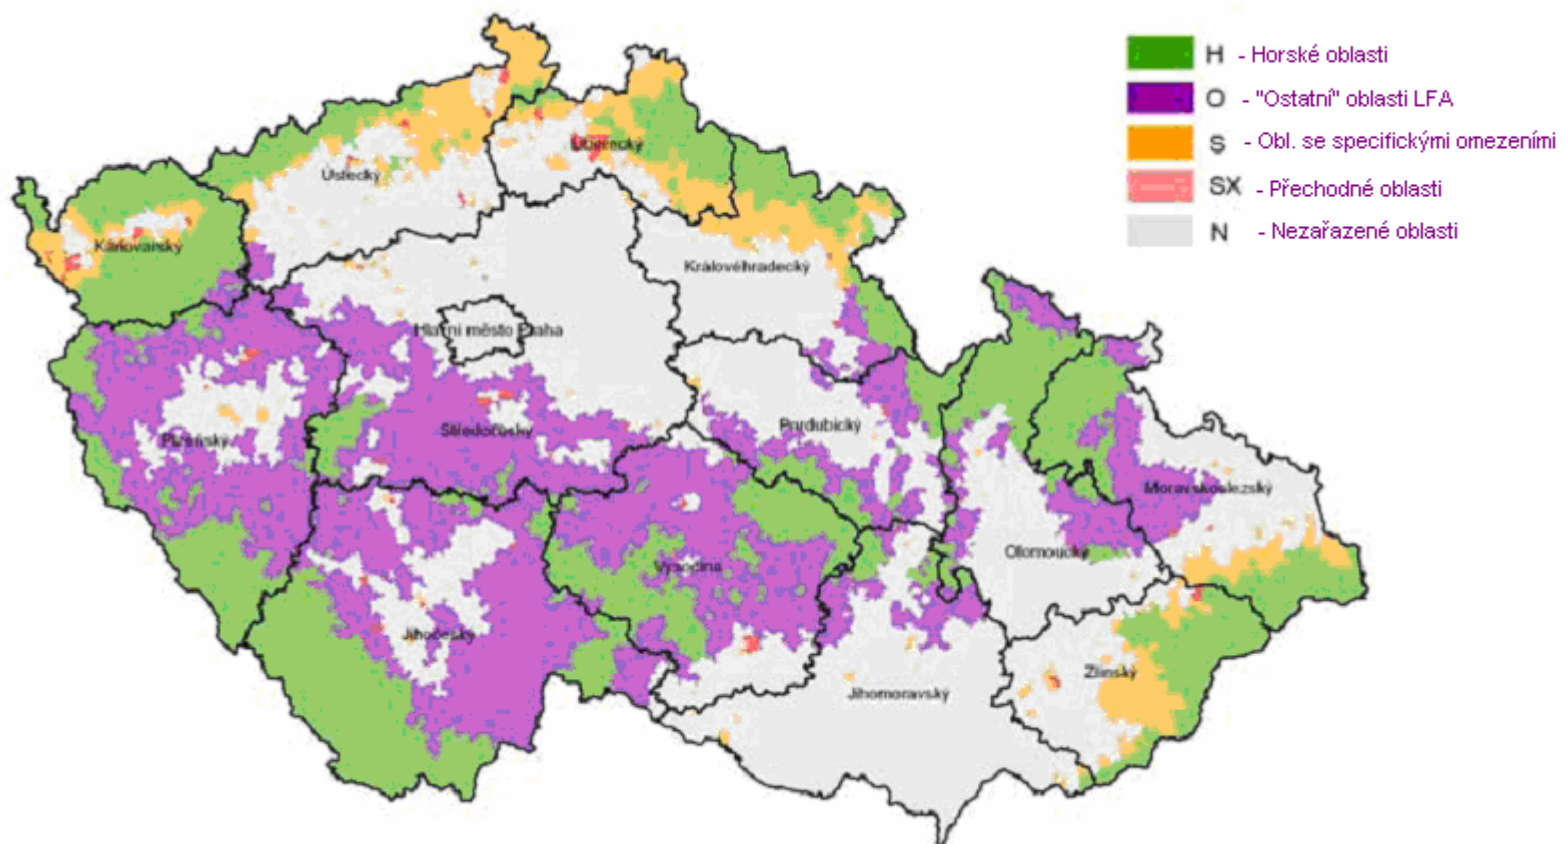 H - Horské oblasti
O - "Ostatní" oblasti LFA
S - Obl. se specifickými omezeními
SX - Přechodné oblasti
N - Nezařazené oblasti
Ústecký
Liberecký
Karlovarský
Královéhradecký
Hlavní město Praha
Plzeňský
Středočeský
Pardubický
Moravskoslezský
Vysočina
Olomoucký
Jihočeský
Zlínský
Jihomoravský